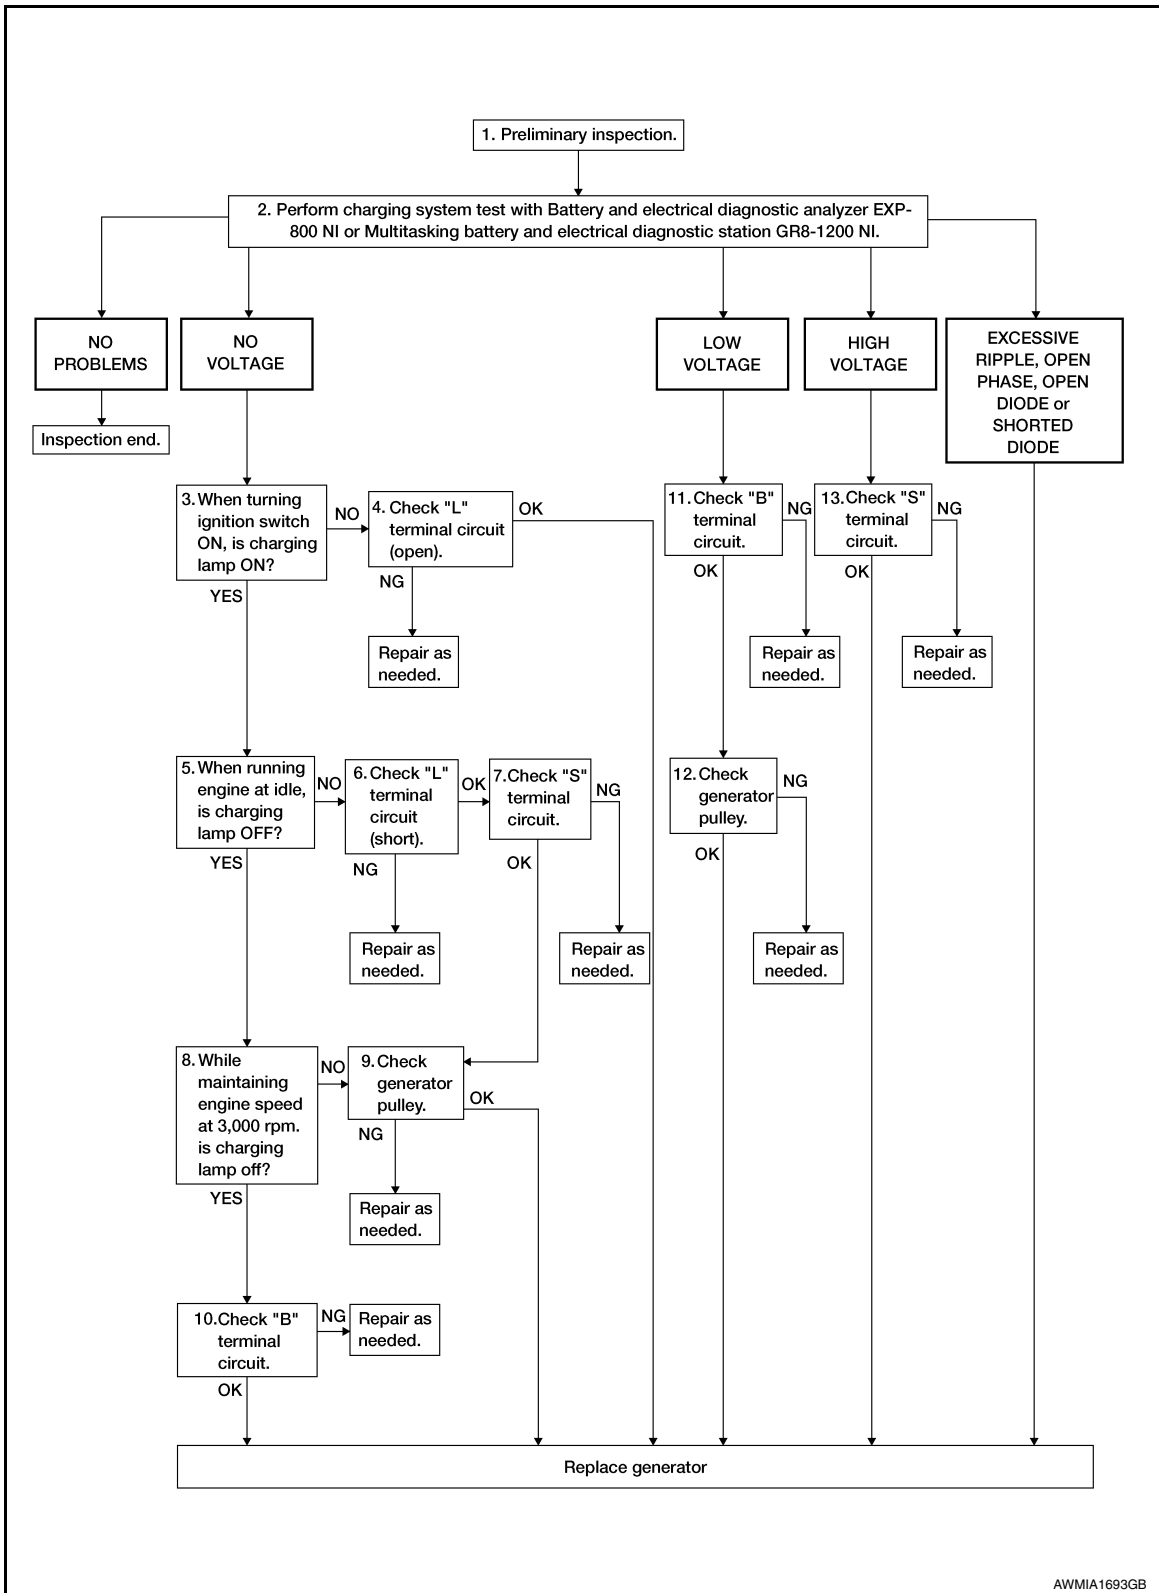 1. Preliminary inspection.
2. Perform charging system test with Battery and electrical diagnostic analyzer EXP-
800 NI or Multitasking battery and electrical diagnostic station GR8-1200 NI.
NO
PROBLEMS
NO
VOLTAGE
LOW
VOLTAGE
HIGH
VOLTAGE
EXCESSIVE
RIPPLE, OPEN
PHASE, OPEN
DIODE or
SHORTED
DIODE
Inspection end.
3. When turning
ignition switch
ON, is charging
lamp ON?
NO
YES
4. Check "L"
terminal circuit
(open).
OK
NG
Repair as
needed.
11. Check "B"
terminal
circuit.
NG
OK
Repair as
needed.
13. Check "S"
terminal
circuit.
NG
OK
Repair as
needed.
5. When running
engine at idle,
is charging
lamp OFF?
NO
YES
6. Check "L"
terminal
circuit
(short).
OK
NG
Repair as
needed.
7. Check "S"
terminal
circuit.
NG
OK
Repair as
needed.
12. Check
generator
pulley.
NG
OK
Repair as
needed.
8. While
maintaining
engine speed
at 3,000 rpm.
is charging
lamp off?
NO
YES
9. Check
generator
pulley.
OK
NG
Repair as
needed.
10. Check "B"
terminal
circuit.
NG
OK
Repair as
needed.
Replace generator
AWMIA1693GB